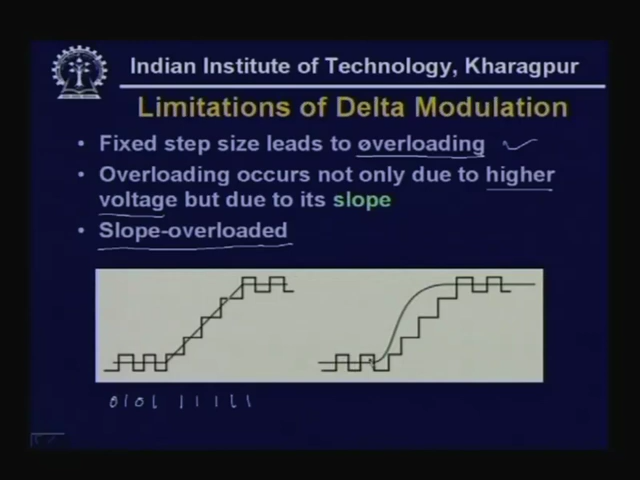 Indian Institute of Technology, Kharagpur
Limitations of Delta Modulation
• Fixed step size leads to overloading
• Overloading occurs not only due to higher
voltage but due to its slope
• Slope-overloaded
0101 11111